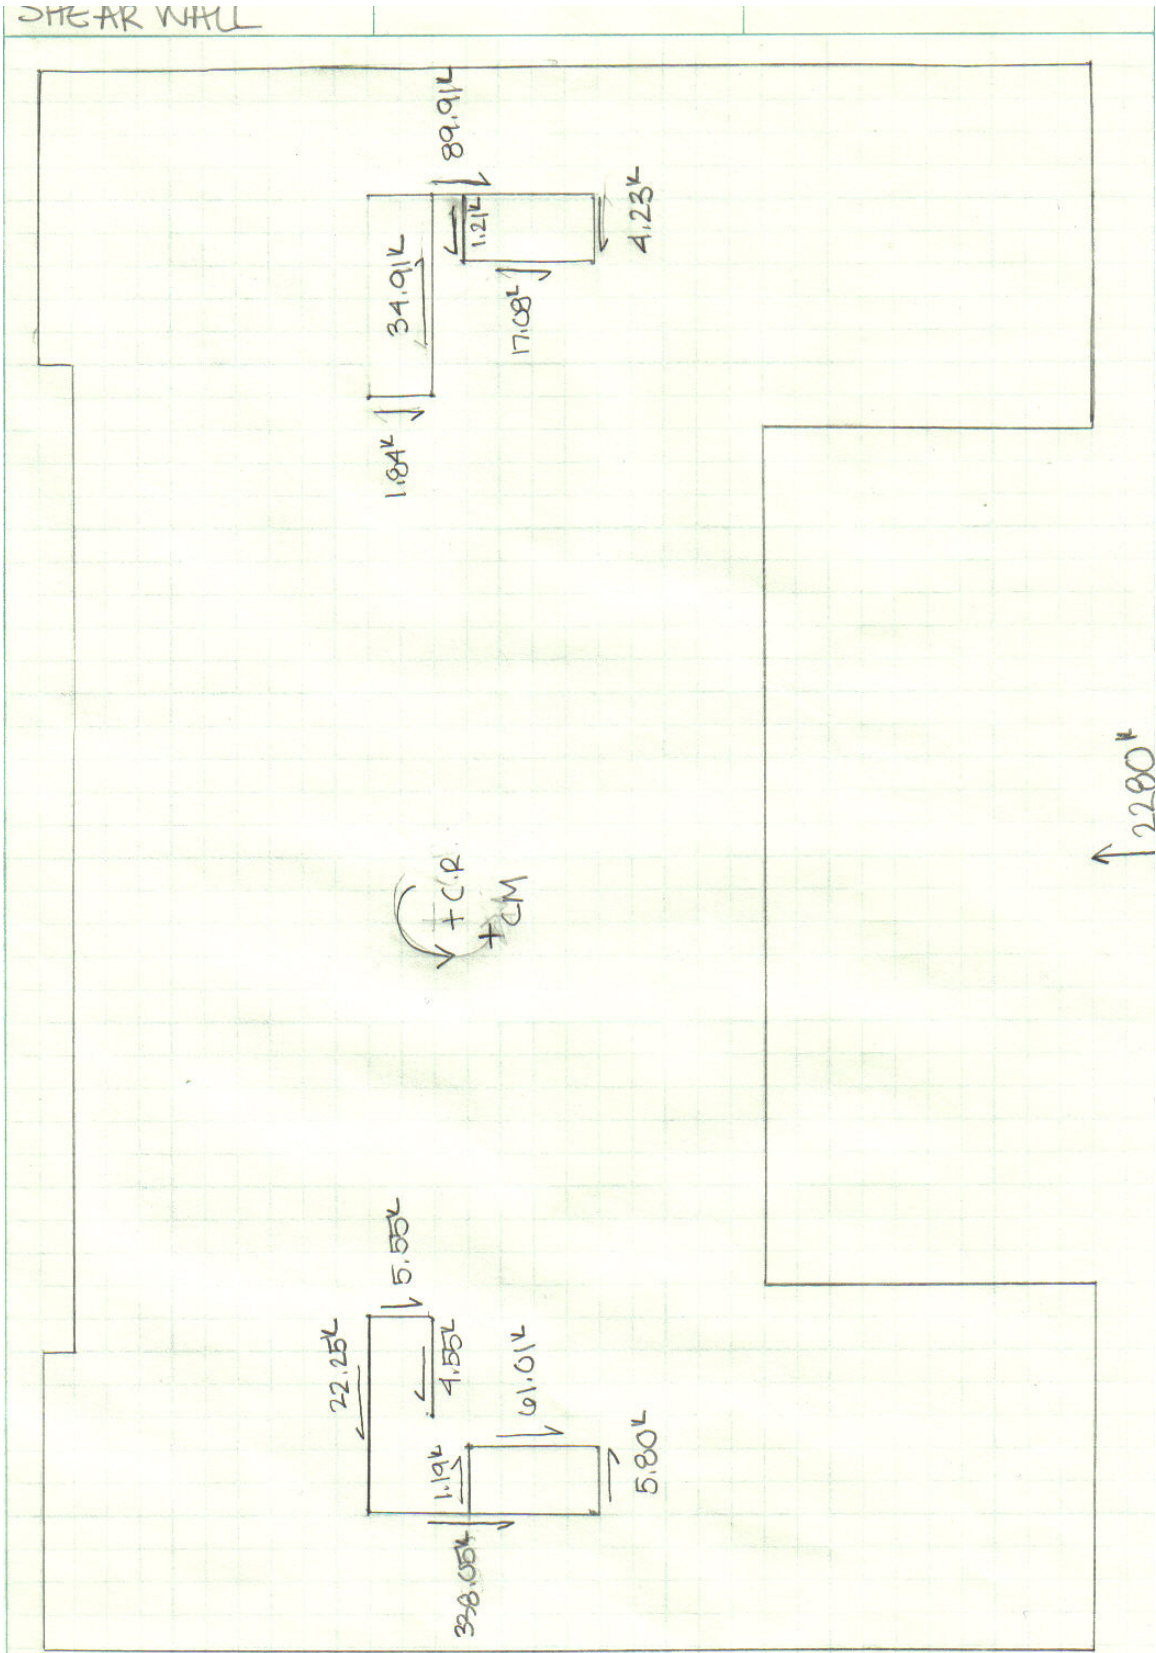 SHEAR WALL
89.91K
1.21K
4.23K
34.91K
17.08K
1.84K
2280K
+ C.R.
+ CM
5.55K
22.25K
4.55K
61.01K
1.19K
5.80K
338.05K